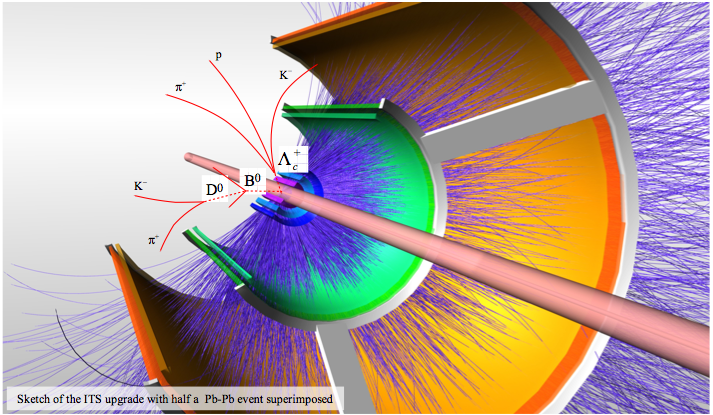 p
K⁻
π⁺
Λc⁺
B⁰
D⁰
K⁻
π⁺
Sketch of the ITS upgrade with half a Pb-Pb event superimposed